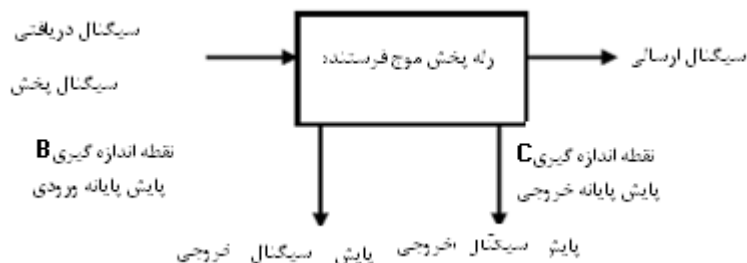 سیگنال دریافتی
سیگنال پخش
رله پخش موج فرستنده
سیگنال ارسالی
نقطه اندازه گیری B
پایش پایانه ورودی
نقطه اندازه گیری C
پایش پایانه خروجی
پایش سیگنال خروجی
پایش سیگنال خروجی